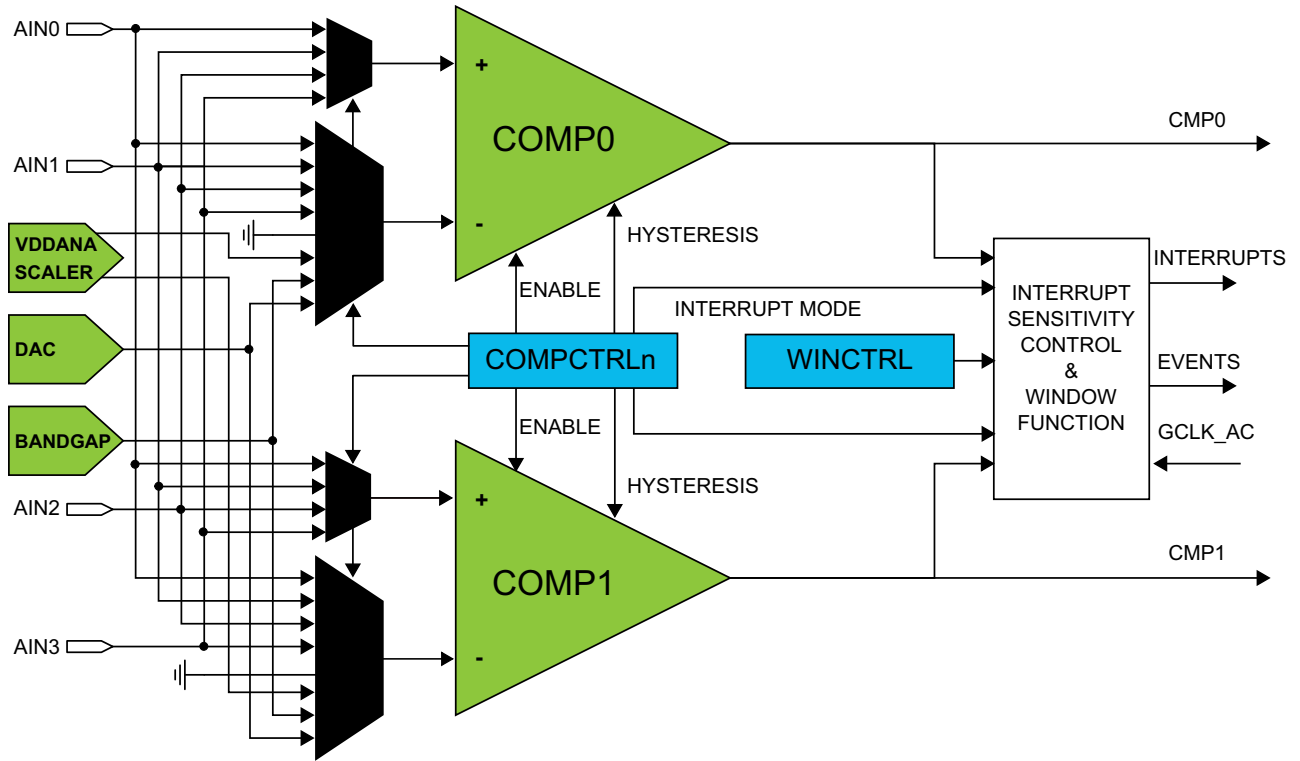 AIN0
+
COMP0
CMP0
AIN1
-
HYSTERESIS
VDDANA
SCALER
INTERRUPTS
ENABLE
INTERRUPT MODE
INTERRUPT
SENSITIVITY
CONTROL
&
WINDOW
FUNCTION
DAC
COMPCTRLn
WINCTRL
EVENTS
BANDGAP
ENABLE
GCLK_AC
HYSTERESIS
AIN2
+
COMP1
CMP1
AIN3
-